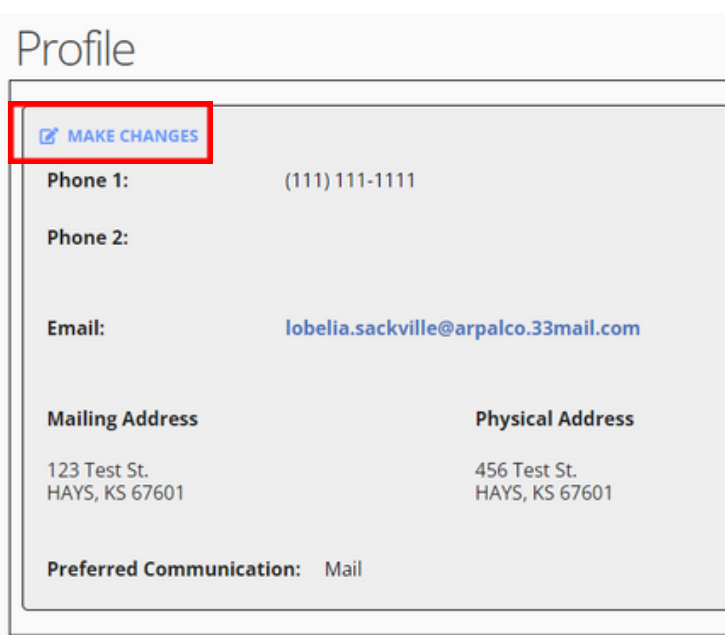 Profile
MAKE CHANGES
Phone 1: (111) 111-1111
Phone 2:
Email: lobelia.sackville@arpalco.33mail.com
Mailing Address Physical Address
123 Test St. 456 Test St.
HAYS, KS 67601 HAYS, KS 67601
Preferred Communication: Mail